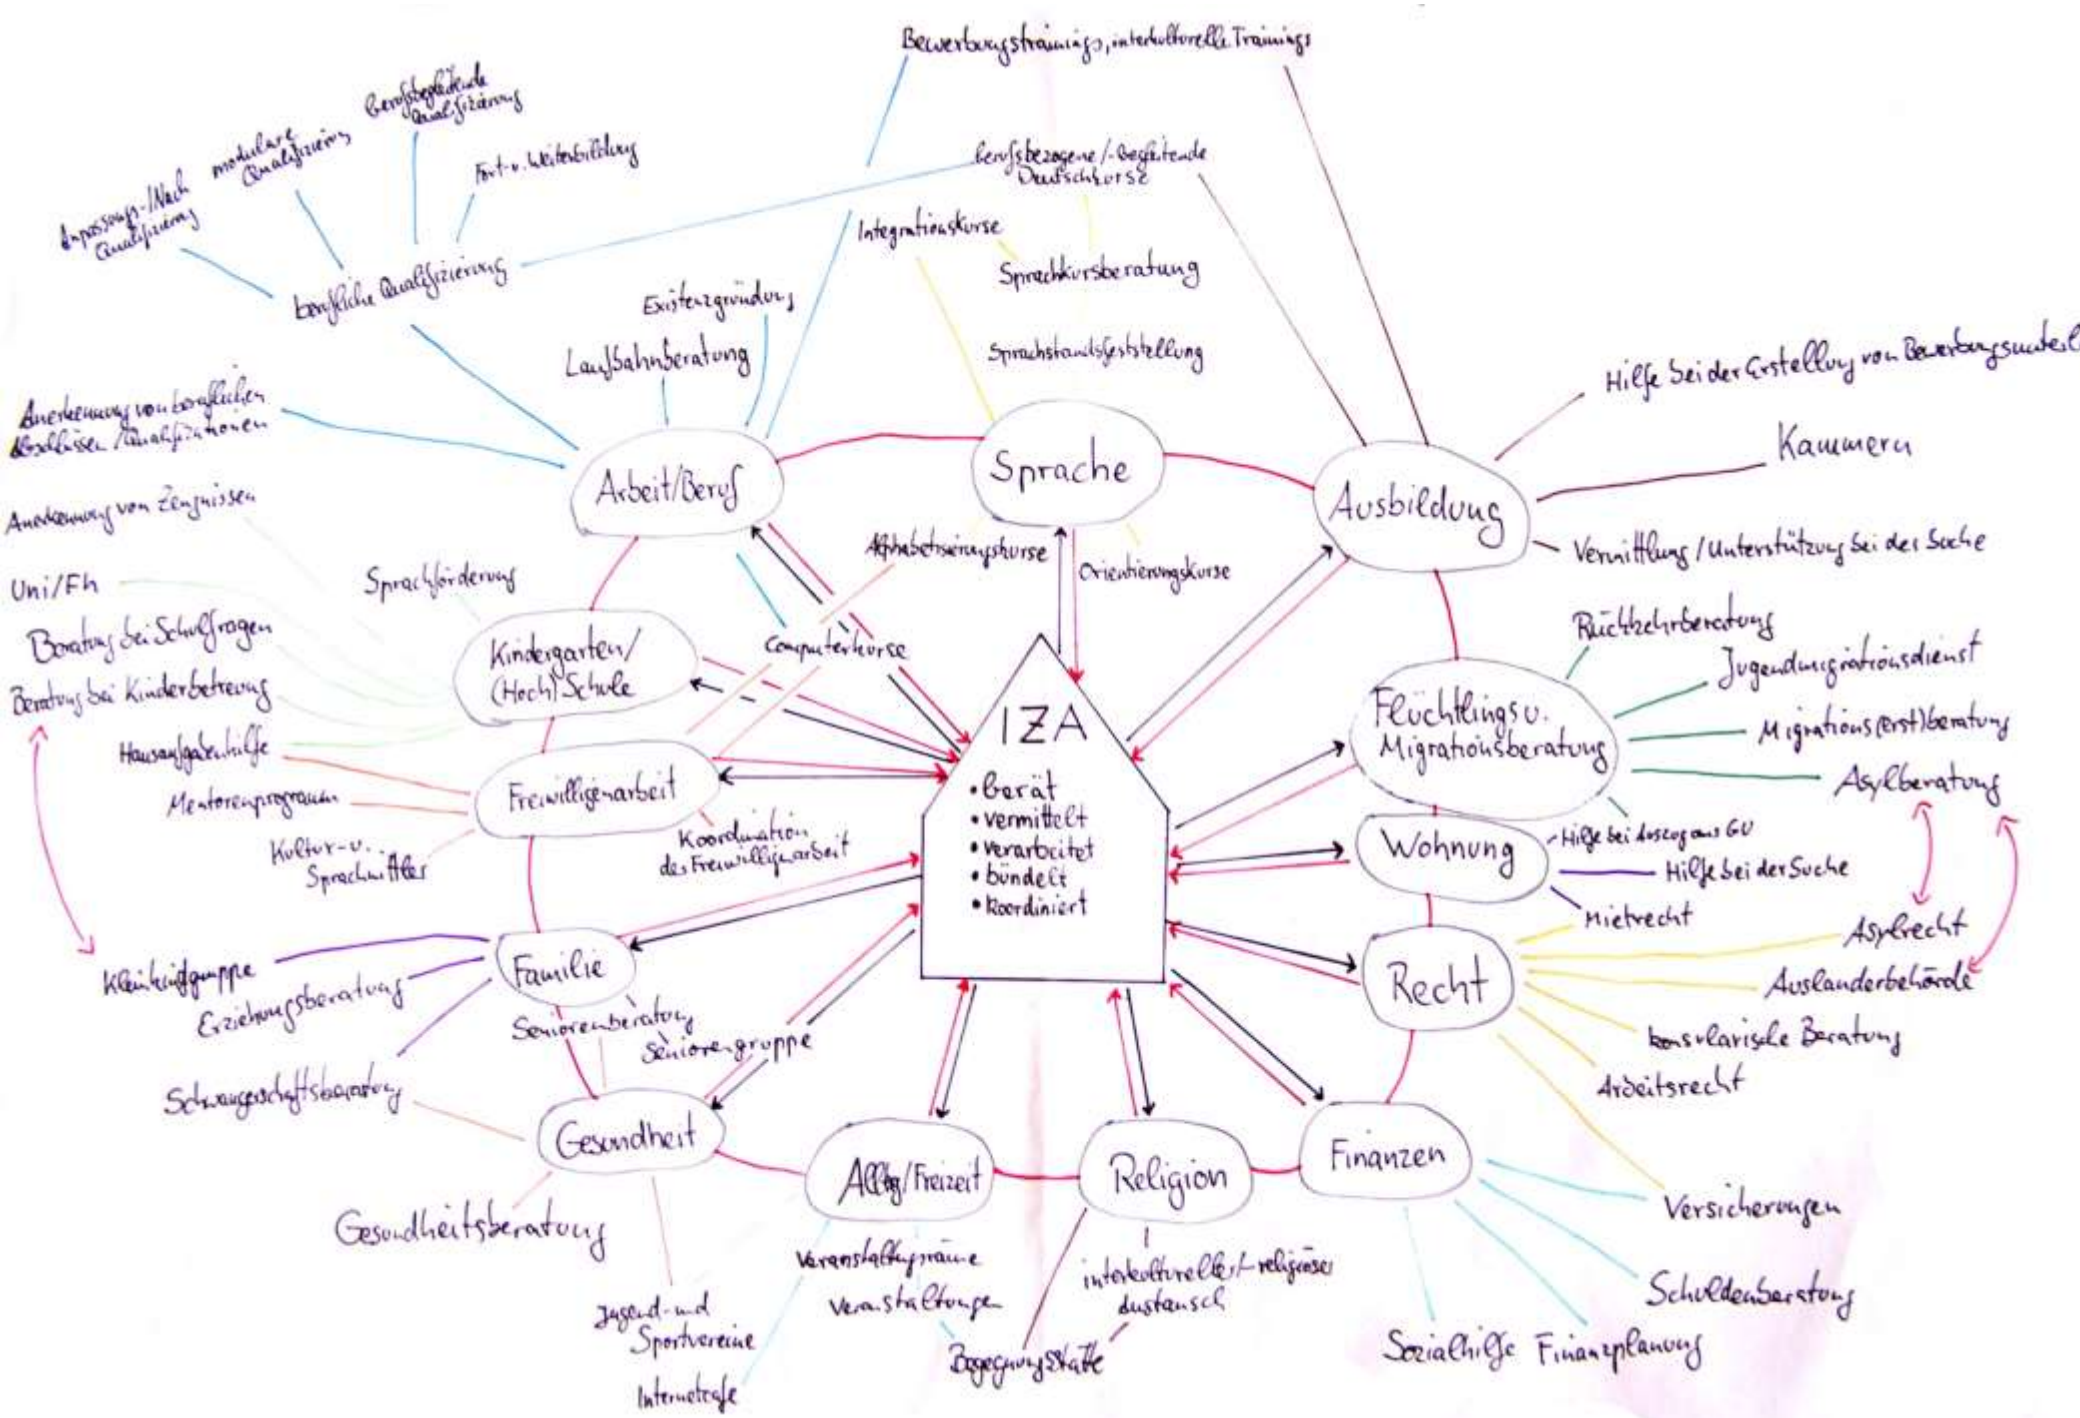 Bewerbungstrainings, interkulturelle Trainings
berufsbegleitende
Qualifizierung
modulare
Qualifizierung
Fort- u. Weiterbildung
Anpassungs-/Nach
Qualifizierung
berufliche Qualifizierung
berufsbezogene/-begleitende
Deutschkurse
Integrationskurse
Sprachkursberatung
Sprachstandsfeststellung
Existenzgründung
Laufbahnberatung
Anerkennung von beruflichen
Abschlüssen/Qualifikationen
Arbeit/Beruf
Sprache
Ausbildung
Hilfe bei der Erstellung von
Kammern
Vermittlung/Unterstützung bei der Suche
Anerkennung von Zeugnissen
Uni/Fh
Sprachförderung
Beratung bei Schulfragen
Beratung bei Kinderbetreung
Kindergarten/
(Hoch)Schule
Alphabetisierungskurse
Orientierungskurse
Computerkurse
Hausaufgabenhilfe
Mentorenprogramm
Kultur- u.
Sprachmittler
Freiwilligenarbeit
Koordination
der Freiwilligenarbeit
IZA
• berät
• vermittelt
• verarbeitet
• bündelt
• koordiniert
Rückkehrberatung
Jugendmigrationsdienst
Migrations(erst)beratung
Asylberatung
Flüchtlings u.
Migrationsberatung
Hilfe bei Auszug aus GU
Wohnung
Hilfe bei der Suche
Mietrecht
Asylrecht
Ausländerbehörde
Recht
konsularische Beratung
Arbeitsrecht
Versicherungen
Kleinkindgruppe
Erziehungsberatung
Schwangerschaftsberatung
Familie
Seniorenberatung
Seniorengruppe
Gesundheit
Gesundheitsberatung
Jugend- und
Sportvereine
Internetcafe
Alltag/Freizeit
Veranstaltungsräume
Veranstaltungen
Begegnungsstätte
Religion
interkultureller/-religiöser
Austausch
Finanzen
Schuldenberatung
Sozialhilfe
Finanzplanung